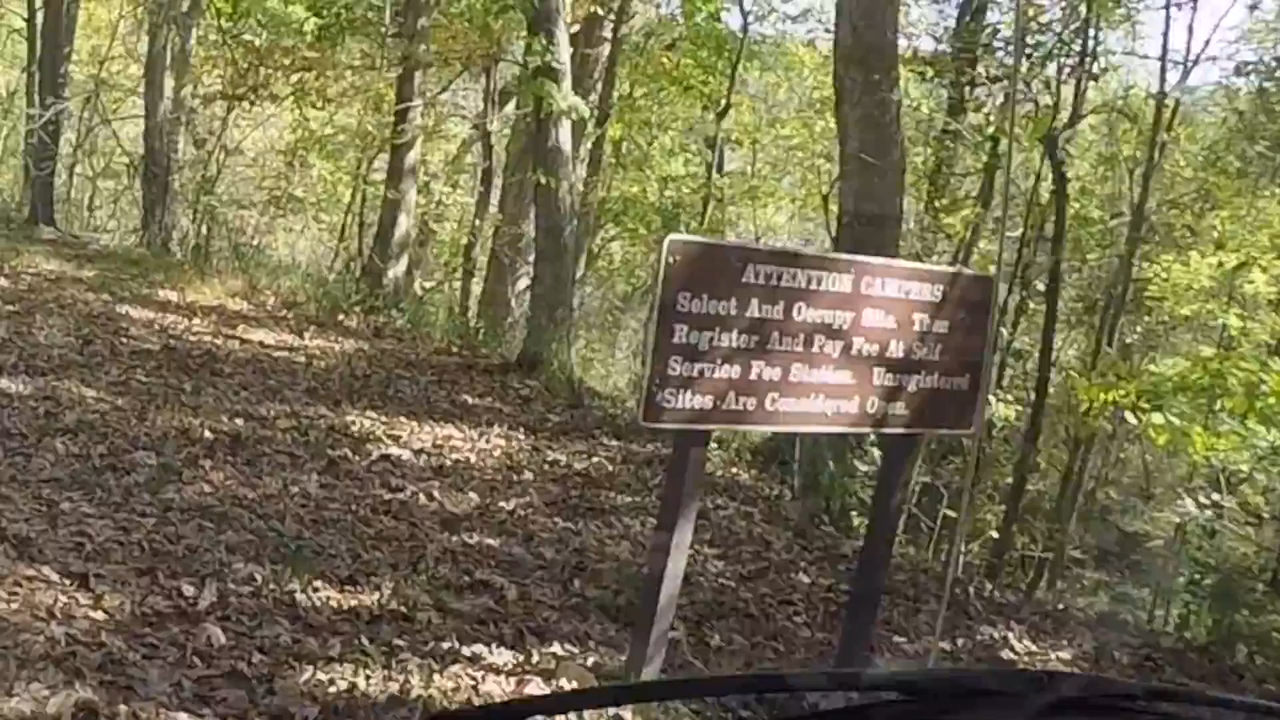 ATTENTION CAMPERS
Select And Occupy Site. Then
Register And Pay Fee At Self
Service Fee Station. Unregistered
Sites Are Considered Open.